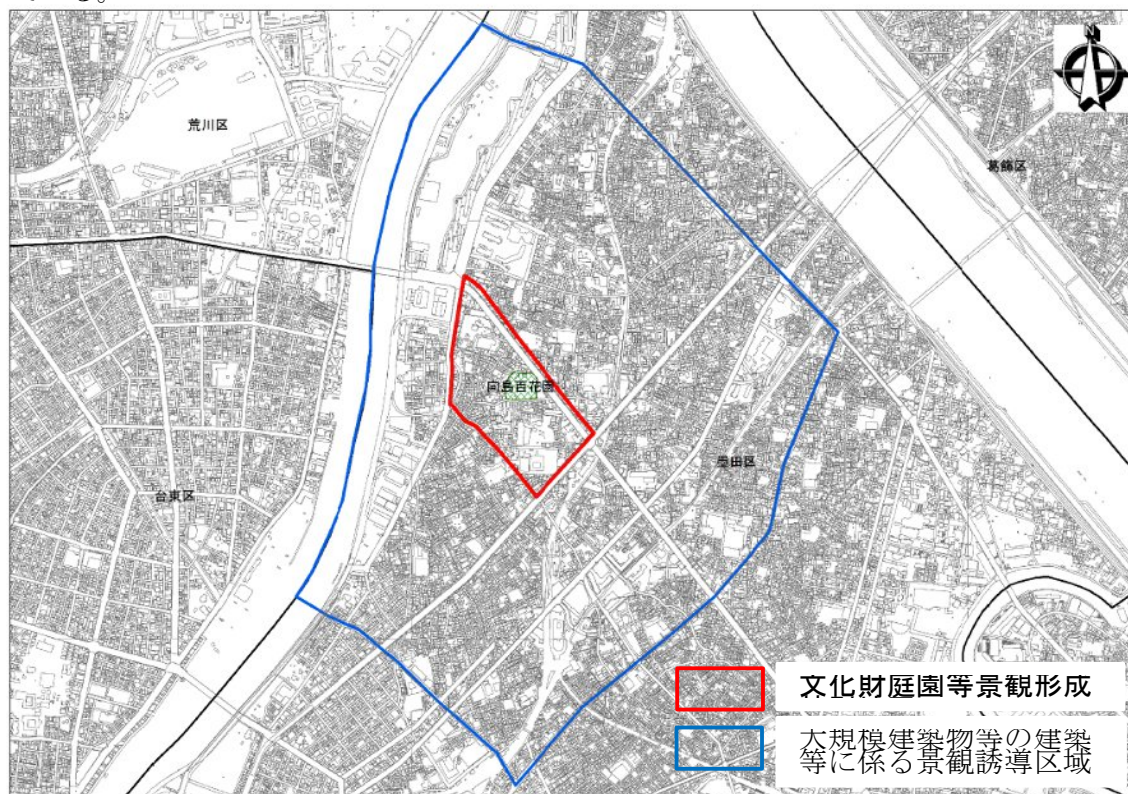 いる。
N
荒川区
葛飾区
向島百花園
墨田区
台東区
文化財庭園等景観形成
大規模建築物等の建築
等に係る景観誘導区域